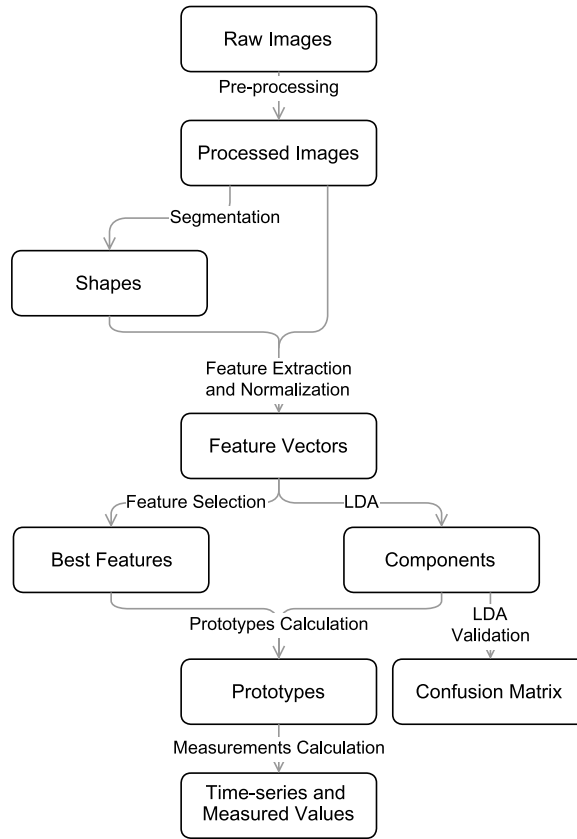 Raw Images
Pre-processing
Processed Images
Segmentation
Shapes
Feature Extraction
and Normalization
Feature Vectors
Feature Selection
LDA
Best Features
Components
Prototypes Calculation
LDA
Validation
Prototypes
Confusion Matrix
Measurements Calculation
Time-series and
Measured Values